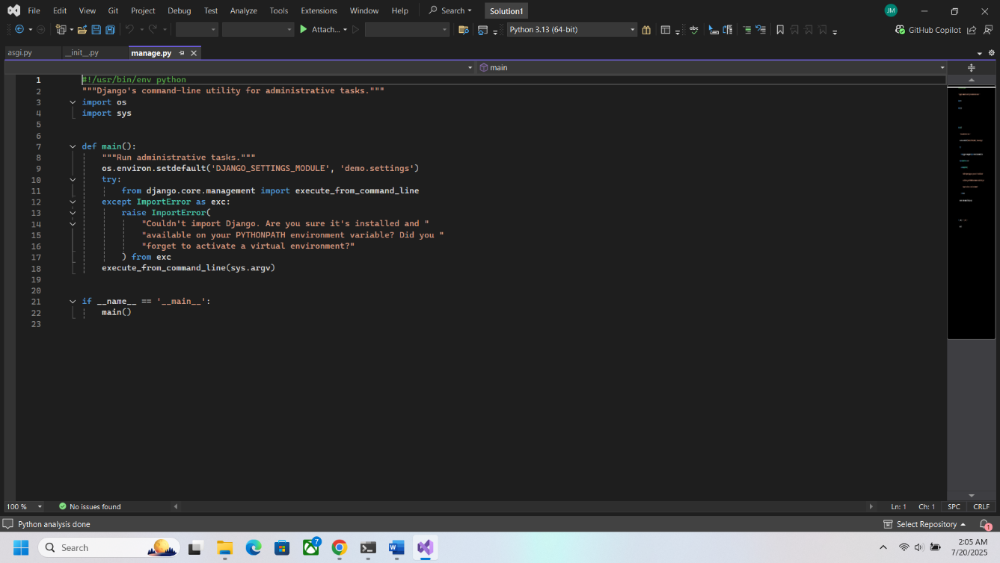 File Edit View Git Project Debug Test Analyze Tools Extensions Window Help Search Solution1 JM
Attach... Python 3.13 (64-bit) abc GitHub Copilot
asgi.py __init__.py manage.py
main
1 #!/usr/bin/env python
2 """Django's command-line utility for administrative tasks."""
3 import os
4 import sys
5
6
7 def main():
8 """Run administrative tasks."""
9 os.environ.setdefault('DJANGO_SETTINGS_MODULE', 'demo.settings')
10 try:
11 from django.core.management import execute_from_command_line
12 except ImportError as exc:
13 raise ImportError(
14 "Couldn't import Django. Are you sure it's installed and "
15 "available on your PYTHONPATH environment variable? Did you "
16 "forget to activate a virtual environment?"
17 ) from exc
18 execute_from_command_line(sys.argv)
19
20
21 if __name__ == '__main__':
22 main()
23
100 % No issues found Ln: 1 Ch: 1 SPC CRLF
Python analysis done Select Repository 1
Search 7 W 2:05 AM
7/20/2025